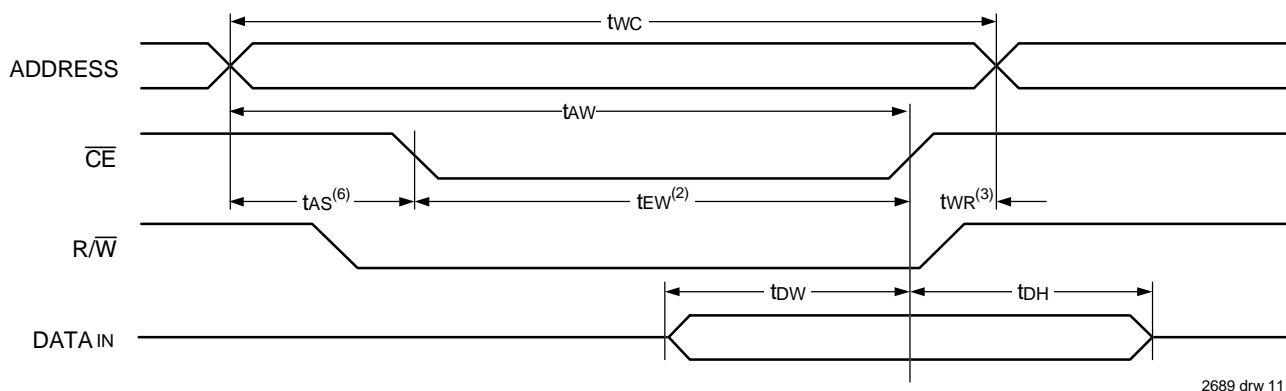 tWC
ADDRESS
tAW
CE
tAS(6) tEW(2) tWR(3)
R/W
tDW tDH
DATA IN
2689 drw 11